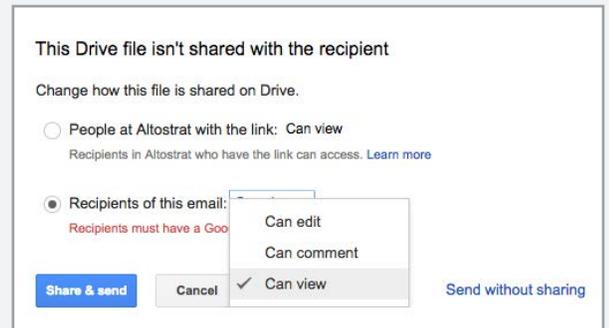 This Drive file isn't shared with the recipient
Change how this file is shared on Drive.
People at Altostrat with the link: Can view
Recipients in Altostrat who have the link can access. Learn more
Recipients of this email:
Recipients must have a Goo
Can edit
Can comment
Can view
Share & send Cancel Send without sharing